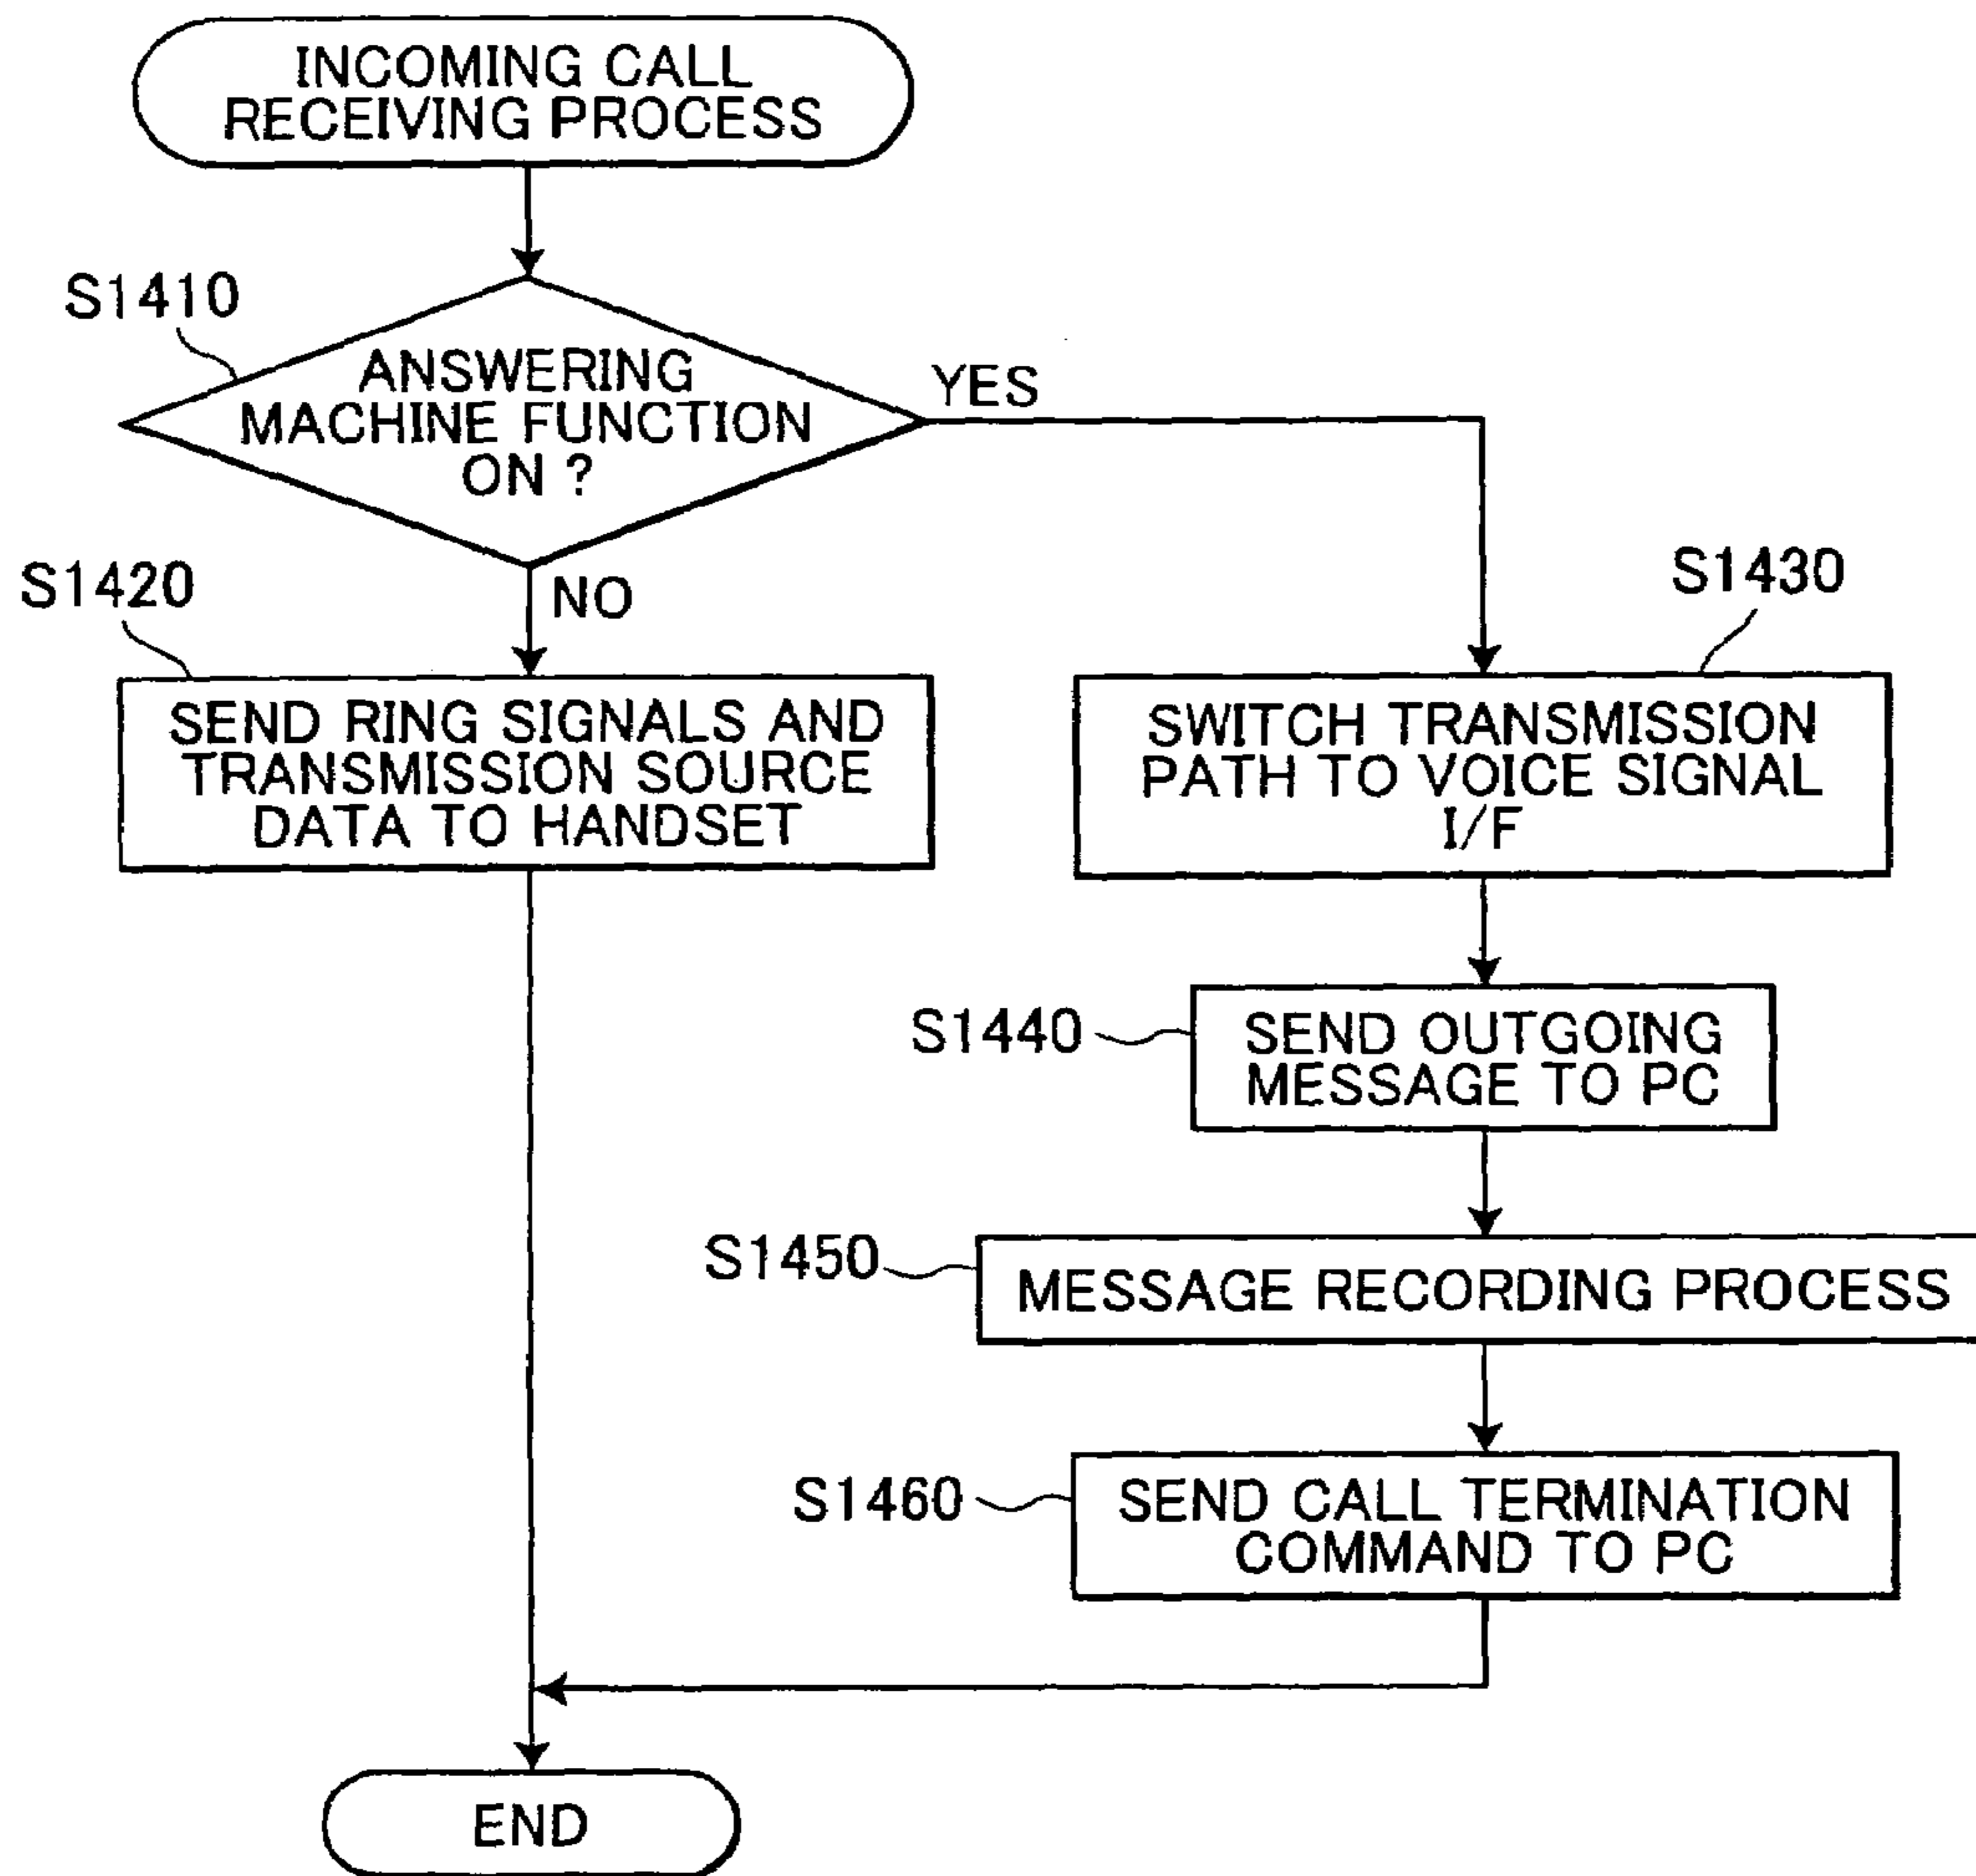 INCOMING CALL
RECEIVING PROCESS
S1410
ANSWERING
MACHINE FUNCTION
ON ?
YES
S1420
NO
S1430
SEND RING SIGNALS AND
TRANSMISSION SOURCE
DATA TO HANDSET
SWITCH TRANSMISSION
PATH TO VOICE SIGNAL
I/F
S1440
SEND OUTGOING
MESSAGE TO PC
S1450
MESSAGE RECORDING PROCESS
S1460
SEND CALL TERMINATION
COMMAND TO PC
END